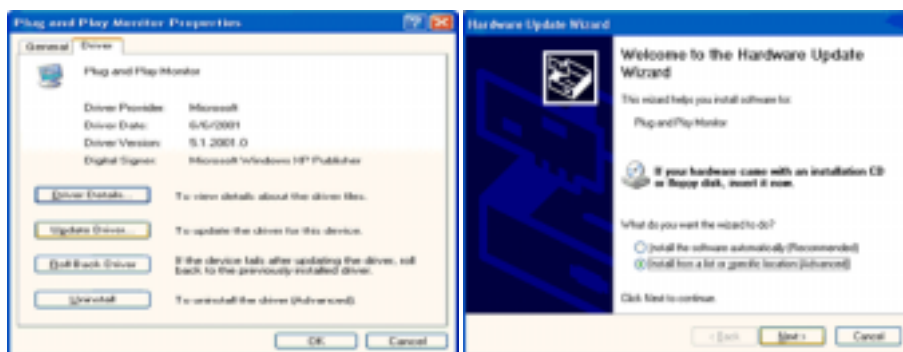 Plug and Play Monitor Properties
General Driver
Plug and Play Monitor
Driver Provider: Microsoft
Driver Date: 6/6/2001
Driver Version: 5.1.2001.0
Digital Signer: Microsoft Windows XP Publisher
Driver Details... To view details about the driver files.
Update Driver... To update the driver for this device.
Roll Back Driver If the device fails after updating the driver, roll
back to the previously installed driver.
Uninstall To uninstall the driver (Advanced).
OK Cancel
Hardware Update Wizard
Welcome to the Hardware Update
Wizard
This wizard helps you install software for:
Plug and Play Monitor
If your hardware came with an installation CD
or floppy disk, insert it now.
What do you want the wizard to do?
Install the software automatically (Recommended)
Install from a list or specific location (Advanced)
Click Next to continue.
< Back Next > Cancel